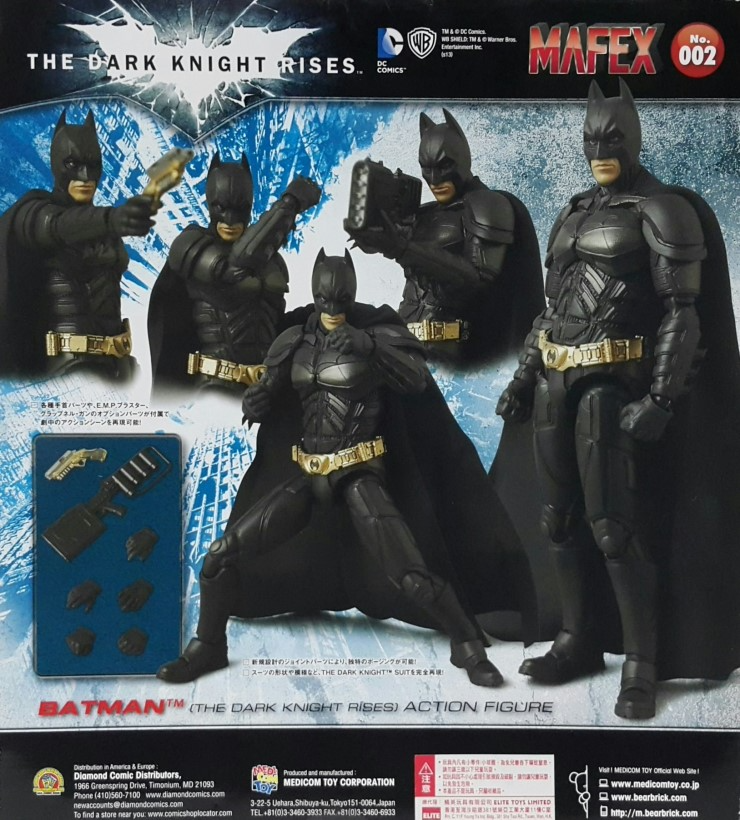 THE DARK KNIGHT RISES™
DC
COMICS™
WB
TM & © DC Comics.
WB SHIELD: TM & © Warner Bros.
Entertainment Inc.
(s13)
MAFEX
No.
002
各種手首パーツや、E.M.P.ブラスター、
グラップネル・ガンのオプションパーツが付属で
劇中のアクションシーンを再現可能!
□ 新規設計のジョイントパーツにより、独特のポージングが可能!
□ スーツの形状や模様など、THE DARK KNIGHT™ SUITを完全再現!
BATMAN™ (THE DARK KNIGHT RISES) ACTION FIGURE
Distribution in America & Europe :
Diamond Comic Distributors,
1966 Greenspring Drive, Timonium, MD 21093
Phone (410)560-7100 www.diamondcomics.com
newaccounts@diamondcomics.com
To find a store near you: www.comicshoplocator.com
MEDICOM TOY
Produced and manufactured :
MEDICOM TOY CORPORATION
3-22-5 Uehara,Shibuya-ku,Tokyo151-0064,Japan
TEL.+81(0)3-3460-3933 FAX.+81(0)3-3460-6933
注意
ELITE
ELITE TOYS LIMITED
Visit MEDICOM TOY Official Web Site!
www.medicomtoy.co.jp
www.bearbrick.com
http://m.bearbrick.com